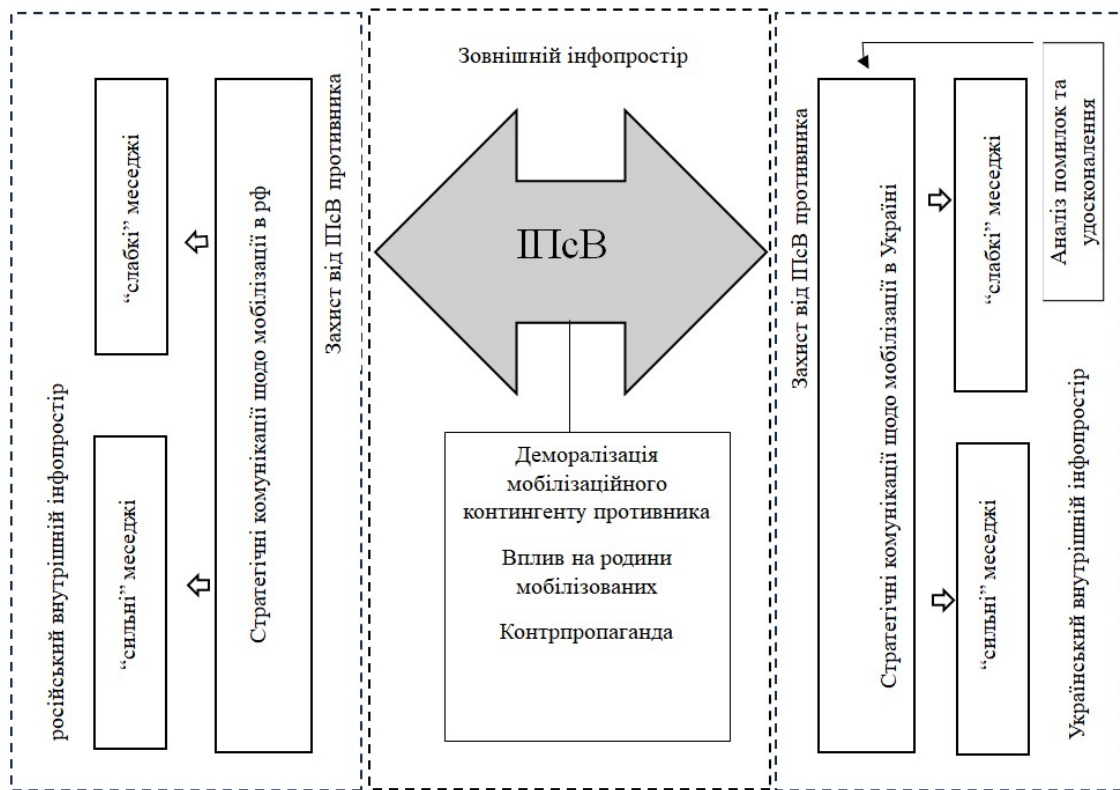 російський внутрішній інфопростір
“слабкі” меседжі
“сильні” меседжі
Стратегічні комунікації щодо мобілізації в рф
Захист від ІПсВ противника
Зовнішній інфопростір
ІПсВ
Деморалізація
мобілізаційного
контингенту противника
Вплив на родини
мобілізованих
Контрпропаганда
Захист від ІПсВ противника
Стратегічні комунікації щодо мобілізації в Україні
“слабкі” меседжі
“сильні” меседжі
Аналіз помилок та
удосконалення
Український внутрішній інфопростір